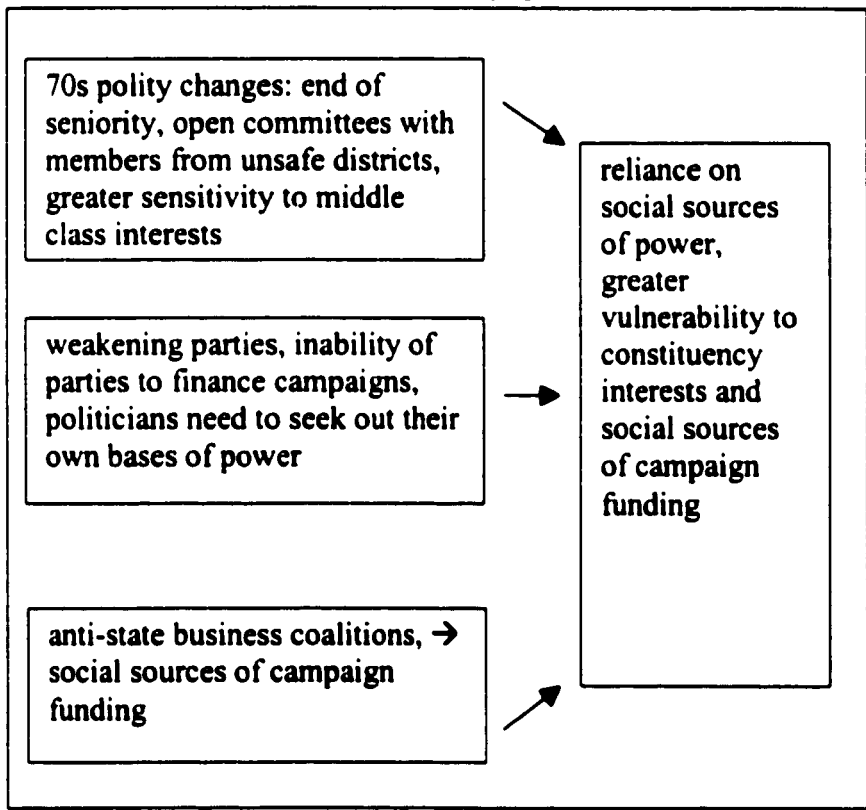 70s polity changes: end of
seniority, open committees with
members from unsafe districts,
greater sensitivity to middle
class interests
weakening parties, inability of
parties to finance campaigns,
politicians need to seek out their
own bases of power
anti-state business coalitions, →
social sources of campaign
funding
reliance on
social sources
of power,
greater
vulnerability to
constituency
interests and
social sources
of campaign
funding